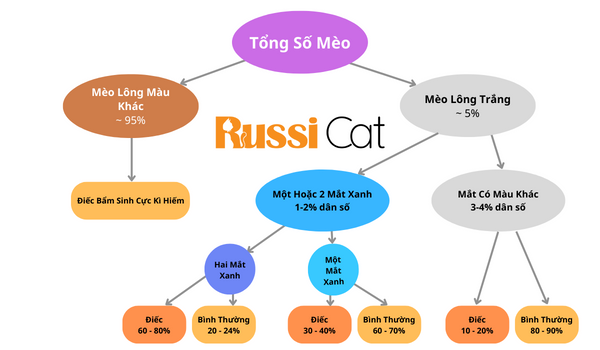 Tổng Số Mèo
Mèo Lông Màu
Khác
~ 95%
Mèo Lông Trắng
~ 5%
Russi Cat
Điếc Bẩm Sinh Cực Kì Hiếm
Một Hoặc 2 Mắt Xanh
1-2% dân số
Mắt Có Màu Khác
3-4% dân số
Hai Mắt
Xanh
Một
Mắt
Xanh
Điếc
60 - 80%
Bình Thường
20 - 24%
Điếc
30 - 40%
Bình Thường
60 - 70%
Điếc
10 - 20%
Bình Thường
80 - 90%